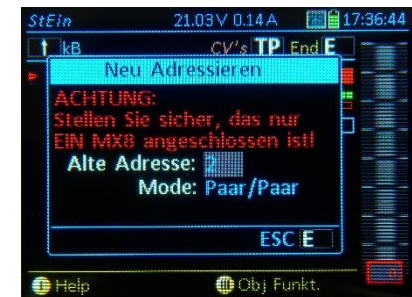 StEin 21.03V 0.14A 17:36:44
kB CV's TP End E
Neu Adressieren
ACHTUNG:
Stellen Sie sicher, das nur
EIN MX8 angeschlossen ist!
Alte Adresse: 2
Mode: Paar/Paar
ESC E
Help Obj Funkt.